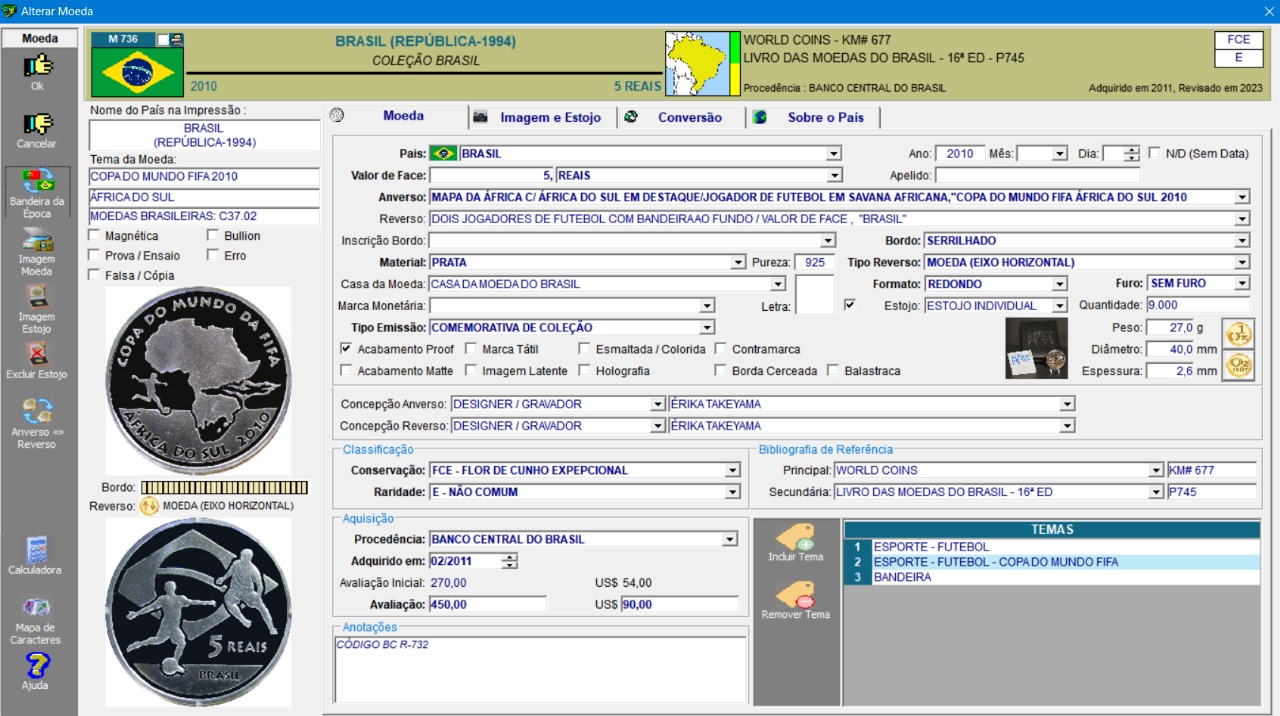 Alterar Moeda
Moeda
Ok
Cancelar
Bandeira da
Época
Imagem
Moeda
Imagem
Estojo
Excluir Estojo
Anverso «»
Reverso
Calculadora
Mapa de
Caracteres
Ajuda
M 736
BRASIL (REPÚBLICA-1994)
COLEÇÃO BRASIL
2010
5 REAIS
WORLD COINS - KM# 677
LIVRO DAS MOEDAS DO BRASIL - 16ª ED - P745
Procedência : BANCO CENTRAL DO BRASIL
Adquirido em 2011, Revisado em 2023
FCE
E
Nome do País na Impressão :
BRASIL
(REPÚBLICA-1994)
Tema da Moeda:
COPA DO MUNDO FIFA 2010
ÁFRICA DO SUL
MOEDAS BRASILEIRAS: C37.02
Magnética
Bullion
Prova / Ensaio
Erro
Falsa / Cópia
COPA DO MUNDO DA FIFA
ÁFRICA DO SUL 2010
Bordo:
Reverso:
MOEDA (EIXO HORIZONTAL)
5 REAIS
BRASIL
Moeda
Imagem e Estojo
Conversão
Sobre o País
País: BRASIL
Ano: 2010 Mês: Dia: N/D (Sem Data)
Valor de Face: 5, REAIS
Apelido:
Anverso: MAPA DA ÁFRICA C/ ÁFRICA DO SUL EM DESTAQUE/JOGADOR DE FUTEBOL EM SAVANA AFRICANA,"COPA DO MUNDO FIFA ÁFRICA DO SUL 2010
Reverso: DOIS JOGADORES DE FUTEBOL COM BANDEIRAAO FUNDO / VALOR DE FACE , "BRASIL"
Inscrição Bordo:
Bordo: SERRILHADO
Material: PRATA
Pureza: 925
Tipo Reverso: MOEDA (EIXO HORIZONTAL)
Casa da Moeda: CASA DA MOEDA DO BRASIL
Formato: REDONDO
Furo: SEM FURO
Marca Monetária:
Letra:
Estojo: ESTOJO INDIVIDUAL
Quantidade: 9.000
Tipo Emissão: COMEMORATIVA DE COLEÇÃO
Peso: 27,0 g
Acabamento Proof Marca Tátil Esmaltada / Colorida Contramarca
Diâmetro: 40,0 mm
Acabamento Matte Imagem Latente Holografia Borda Cerceada Balastraca
Espessura: 2,6 mm
Concepção Anverso: DESIGNER / GRAVADOR ÉRIKA TAKEYAMA
Concepção Reverso: DESIGNER / GRAVADOR ÉRIKA TAKEYAMA
Classificação
Conservação: FCE - FLOR DE CUNHO EXPEPCIONAL
Raridade: E - NÃO COMUM
Bibliografia de Referência
Principal: WORLD COINS KM# 677
Secundária: LIVRO DAS MOEDAS DO BRASIL - 16ª ED P745
Aquisição
Procedência: BANCO CENTRAL DO BRASIL
Adquirido em: 02/2011
Avaliação Inicial: 270,00 US$ 54,00
Avaliação: 450,00 US$ 90,00
Anotações
CÓDIGO BC R-732
Incluir Tema
Remover Tema
TEMAS
1 ESPORTE - FUTEBOL
2 ESPORTE - FUTEBOL - COPA DO MUNDO FIFA
3 BANDEIRA